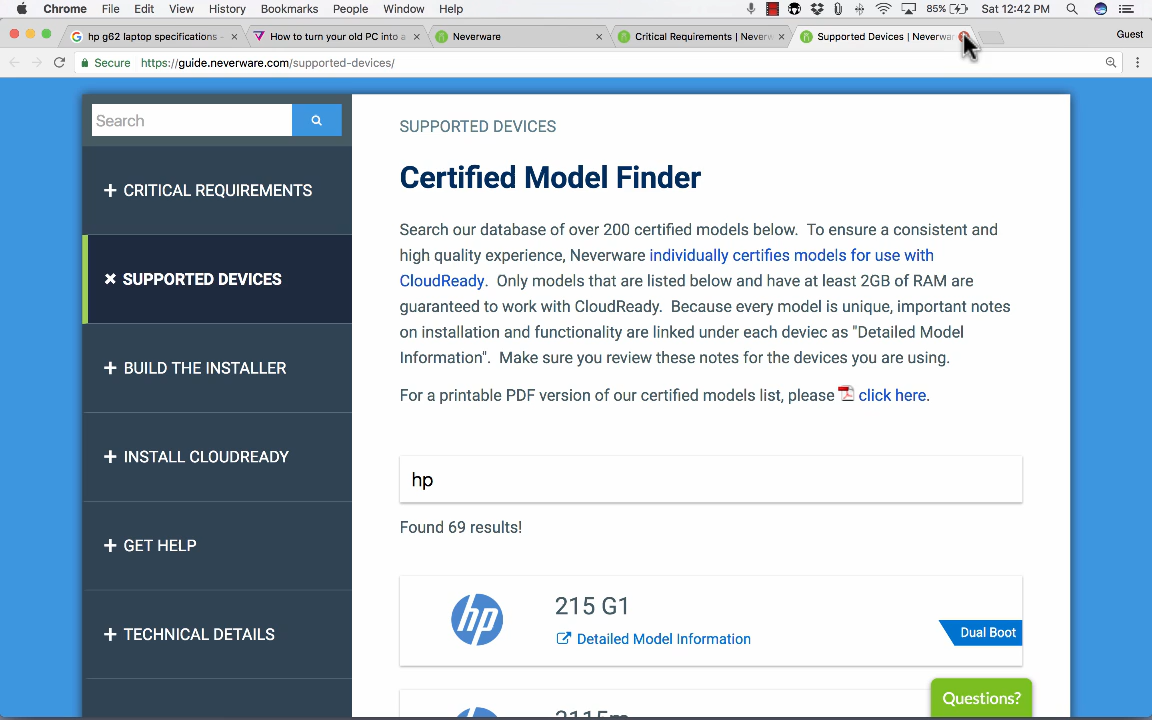 Chrome File Edit View History Bookmarks People Window Help 85% Sat 12:42 PM
hp g62 laptop specifications - How to turn your old PC into a Neverware Critical Requirements | Neverw Supported Devices | Neverwar Guest
Secure https://guide.neverware.com/supported-devices/
Search
+ CRITICAL REQUIREMENTS
× SUPPORTED DEVICES
+ BUILD THE INSTALLER
+ INSTALL CLOUDREADY
+ GET HELP
+ TECHNICAL DETAILS
SUPPORTED DEVICES
Certified Model Finder
Search our database of over 200 certified models below. To ensure a consistent and
high quality experience, Neverware individually certifies models for use with
CloudReady. Only models that are listed below and have at least 2GB of RAM are
guaranteed to work with CloudReady. Because every model is unique, important notes
on installation and functionality are linked under each deviec as "Detailed Model
Information". Make sure you review these notes for the devices you are using.
For a printable PDF version of our certified models list, please click here.
hp
Found 69 results!
hp
215 G1
Detailed Model Information
Dual Boot
Questions?